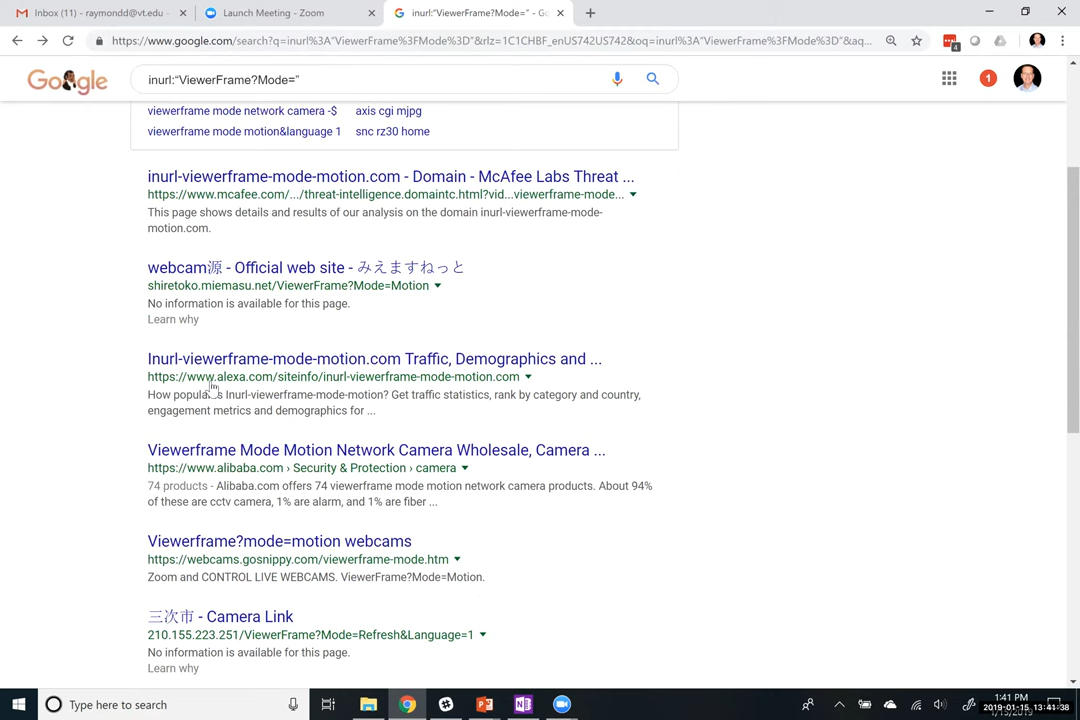 Inbox (11) - raymondd@vt.edu -
Launch Meeting - Zoom
inurl:"ViewerFrame?Mode=" - Go
https://www.google.com/search?q=inurl%3A“ViewerFrame%3FMode%3D”&rlz=1C1CHBF_enUS742US742&oq=inurl%3A“ViewerFrame%3FMode%3D”&aq...
4
Google
inurl:“ViewerFrame?Mode=”
1
viewerframe mode network camera -$
axis cgi mjpg
viewerframe mode motion&language 1
snc rz30 home
inurl-viewerframe-mode-motion.com - Domain - McAfee Labs Threat ...
https://www.mcafee.com/.../threat-intelligence.domaintc.html?vid...viewerframe-mode...
This page shows details and results of our analysis on the domain inurl-viewerframe-mode-
motion.com.
webcam源 - Official web site - みえますねっと
shiretoko.miemasu.net/ViewerFrame?Mode=Motion
No information is available for this page.
Learn why
Inurl-viewerframe-mode-motion.com Traffic, Demographics and ...
https://www.alexa.com/siteinfo/inurl-viewerframe-mode-motion.com
How popular is Inurl-viewerframe-mode-motion? Get traffic statistics, rank by category and country,
engagement metrics and demographics for ...
Viewerframe Mode Motion Network Camera Wholesale, Camera ...
https://www.alibaba.com › Security & Protection › camera
74 products - Alibaba.com offers 74 viewerframe mode motion network camera products. About 94%
of these are cctv camera, 1% are alarm, and 1% are fiber ...
Viewerframe?mode=motion webcams
https://webcams.gosnippy.com/viewerframe-mode.htm
Zoom and CONTROL LIVE WEBCAMS. ViewerFrame?Mode=Motion.
三次市 - Camera Link
210.155.223.251/ViewerFrame?Mode=Refresh&Language=1
No information is available for this page.
Learn why
Type here to search
1:41 PM
2019-01-15 13:41:38